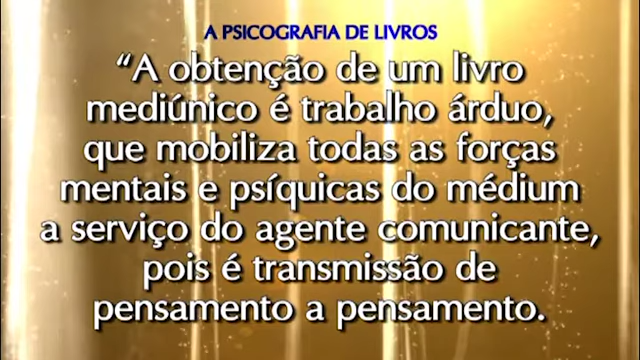 A PSICOGRAFIA DE LIVROS
“A obtenção de um livro
mediúnico é trabalho árduo,
que mobiliza todas as forças
mentais e psíquicas do médium
a serviço do agente comunicante,
pois é transmissão de
pensamento a pensamento.